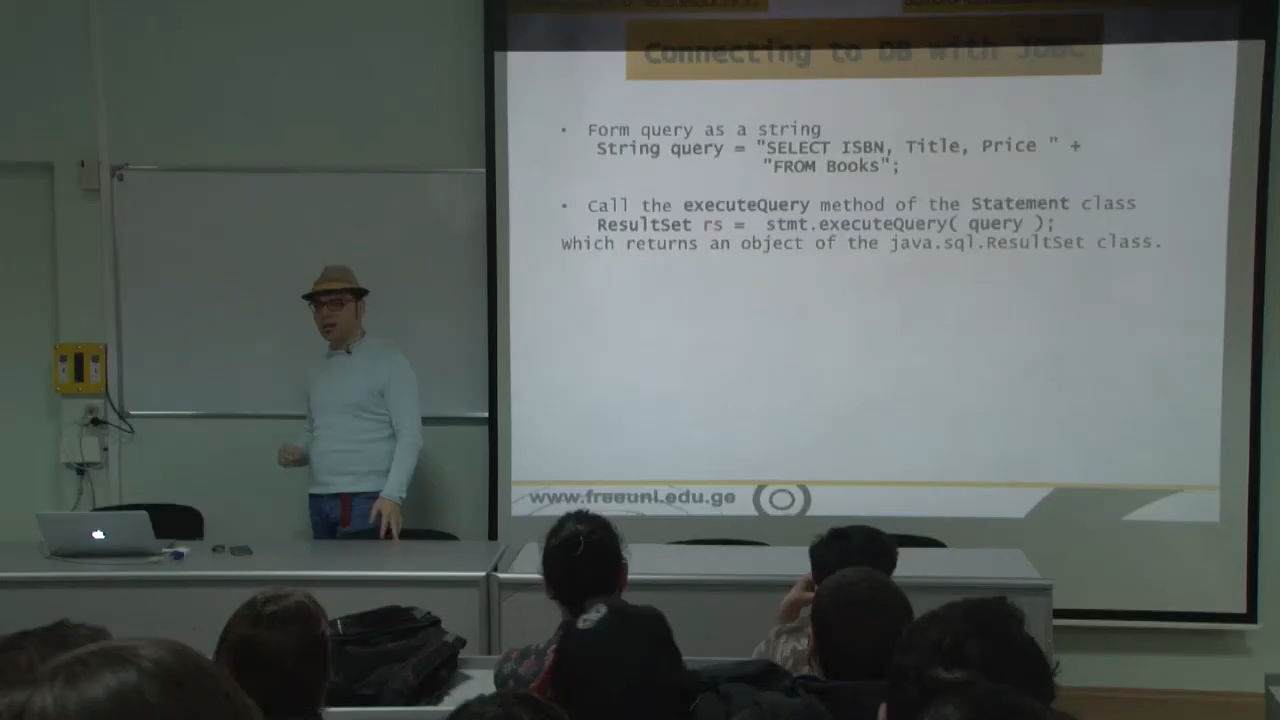 Connecting to DB with JDBC
• Form query as a string
String query = "SELECT ISBN, Title, Price " +
"FROM Books";
• Call the executeQuery method of the Statement class
ResultSet rs = stmt.executeQuery( query );
Which returns an object of the java.sql.ResultSet class.
www.freeuni.edu.ge